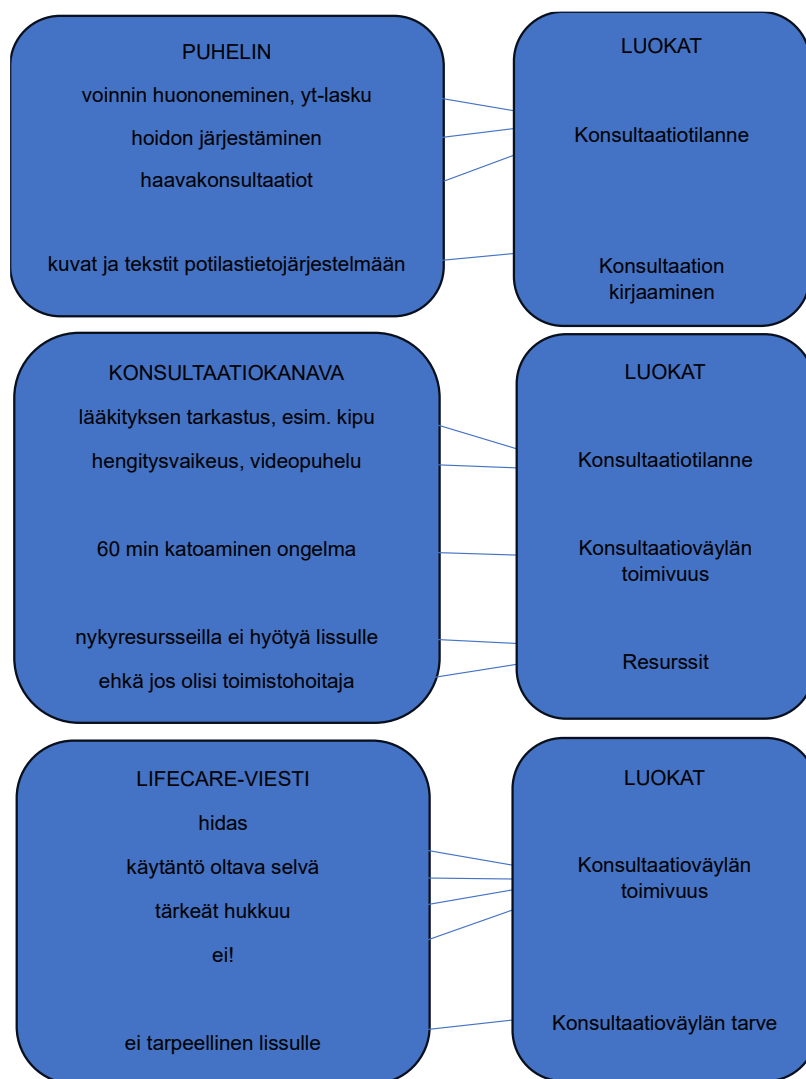 PUHELIN
voinnin huononeminen, yt-lasku
hoidon järjestäminen
haavakonsultaatiot
kuvat ja tekstit potilastietojärjestelmään
LUOKAT
Konsultaatiotilanne
Konsultaation
kirjaaminen
KONSULTAATIOKANAVA
lääkityksen tarkastus, esim. kipu
hengitysvaikeus, videopuhelu
60 min katoaminen ongelma
nykyresursseilla ei hyötyä lissulle
ehkä jos olisi toimistohoitaja
LUOKAT
Konsultaatiotilanne
Konsultaatioväylän
toimivuus
Resurssit
LIFECARE-VIESTI
hidas
käytäntö oltava selvä
tärkeät hukkuu
ei!
ei tarpeellinen lissulle
LUOKAT
Konsultaatioväylän
toimivuus
Konsultaatioväylän tarve